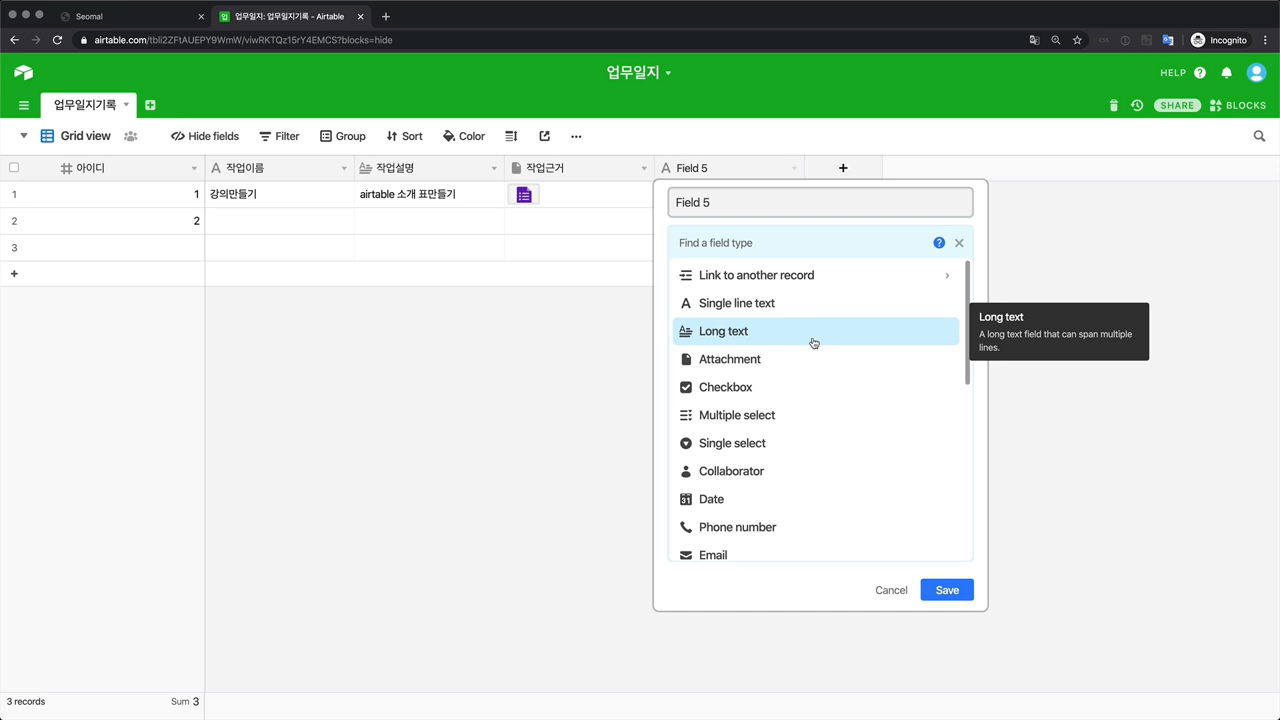 Seomal
업무일지: 업무일지기록 - Airtable
airtable.com/tbli2ZFtAUEPY9WmW/viwRKTQz15rY4EMCS?blocks=hide
Incognito
업무일지
HELP
업무일지기록
SHARE
BLOCKS
Grid view
Hide fields
Filter
Group
Sort
Color
아이디
A 작업이름
작업설명
작업근거
A Field 5
1 1 강의만들기 airtable 소개 표만들기
2 2
3
Field 5
Find a field type
Link to another record
A Single line text
Long text
Attachment
Checkbox
Multiple select
Single select
Collaborator
31 Date
Phone number
Email
Long text
A long text field that can span multiple
lines.
Cancel
Save
3 records
Sum 3